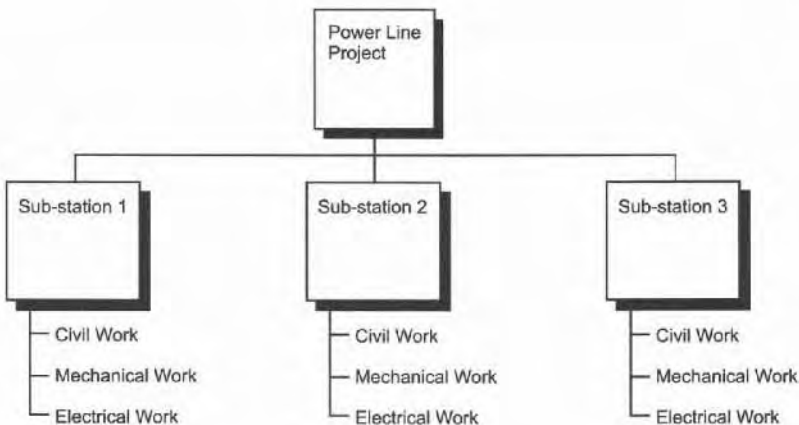 Power Line
Project
Sub-station 1
Sub-station 2
Sub-station 3
Civil Work
Mechanical Work
Electrical Work
Civil Work
Mechanical Work
Electrical Work
Civil Work
Mechanical Work
Electrical Work